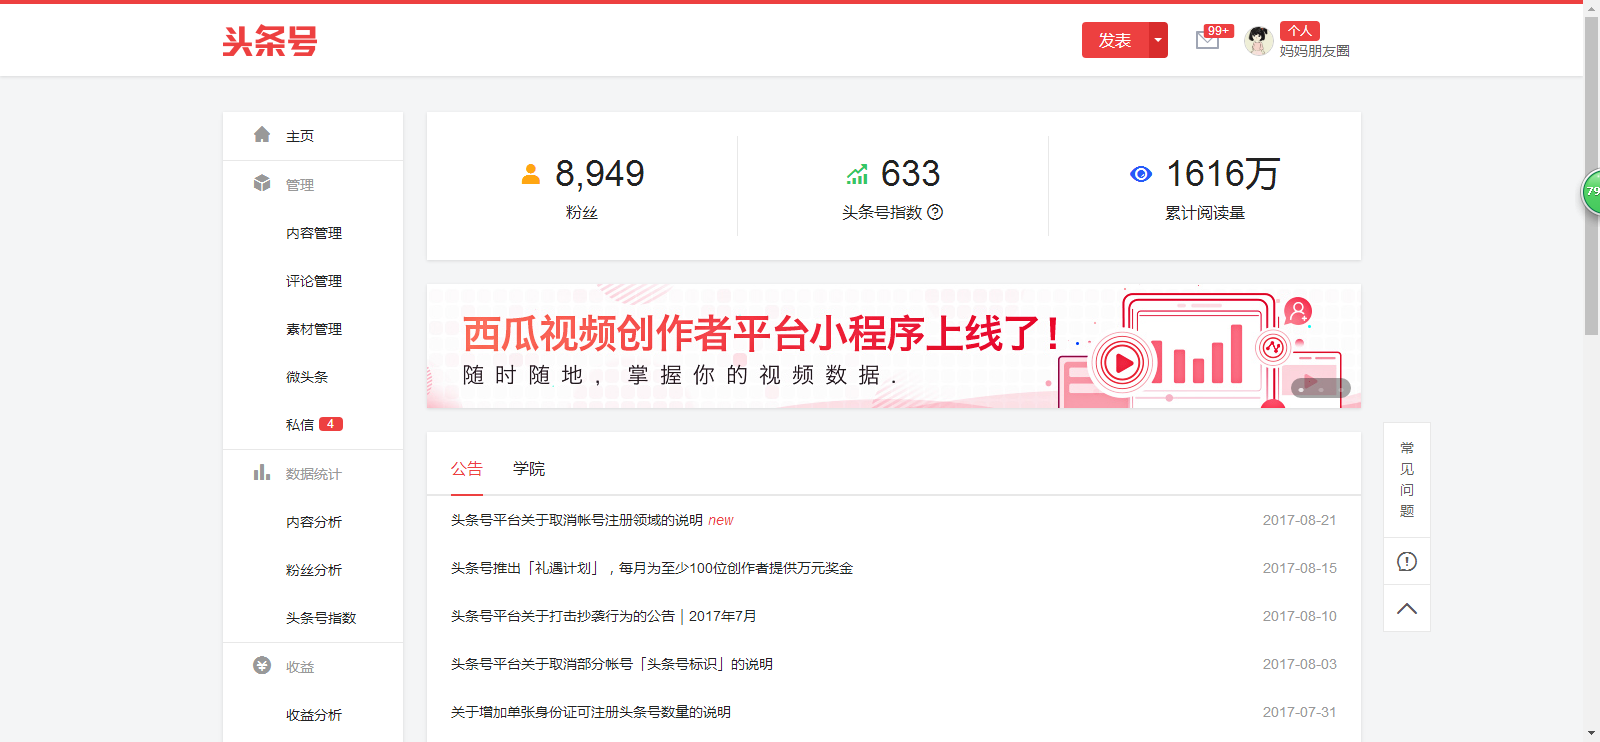 头条号
发表
99+
个人
妈妈朋友圈
主页
管理
内容管理
评论管理
素材管理
微头条
私信 4
数据统计
内容分析
粉丝分析
头条号指数
收益
收益分析
8,949
粉丝
633
头条号指数
1616万
累计阅读量
西瓜视频创作者平台小程序上线了!
随时随地,掌握你的视频数据.
公告 学院
头条号平台关于取消帐号注册领域的说明 new 2017-08-21
头条号推出「礼遇计划」,每月为至少100位创作者提供万元奖金 2017-08-15
头条号平台关于打击抄袭行为的公告 | 2017年7月 2017-08-10
头条号平台关于取消部分帐号「头条号标识」的说明 2017-08-03
关于增加单张身份证可注册头条号数量的说明 2017-07-31
常
见
问
题
79